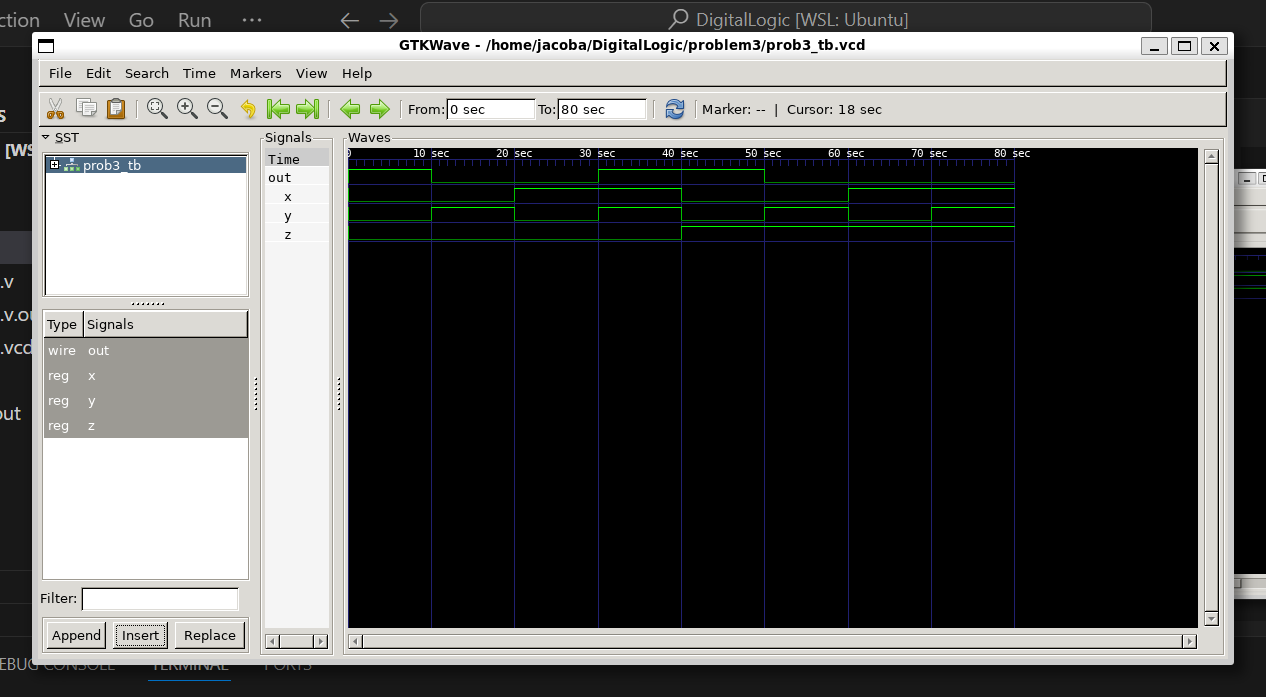 ction View Go Run ··· DigitalLogic [WSL: Ubuntu]
GTKWave - /home/jacoba/DigitalLogic/problem3/prob3_tb.vcd
File Edit Search Time Markers View Help
From: 0 sec To: 80 sec Marker: -- | Cursor: 18 sec
S
[WS
SST
prob3_tb
.v
.v.ou
.vcd
out
Type Signals
wire out
reg x
reg y
reg z
Filter:
Append Insert Replace
Signals
Time
out
x
y
z
Waves
0 10 sec 20 sec 30 sec 40 sec 50 sec 60 sec 70 sec 80 sec
EBUG CONSOLE TERMINAL PORTS